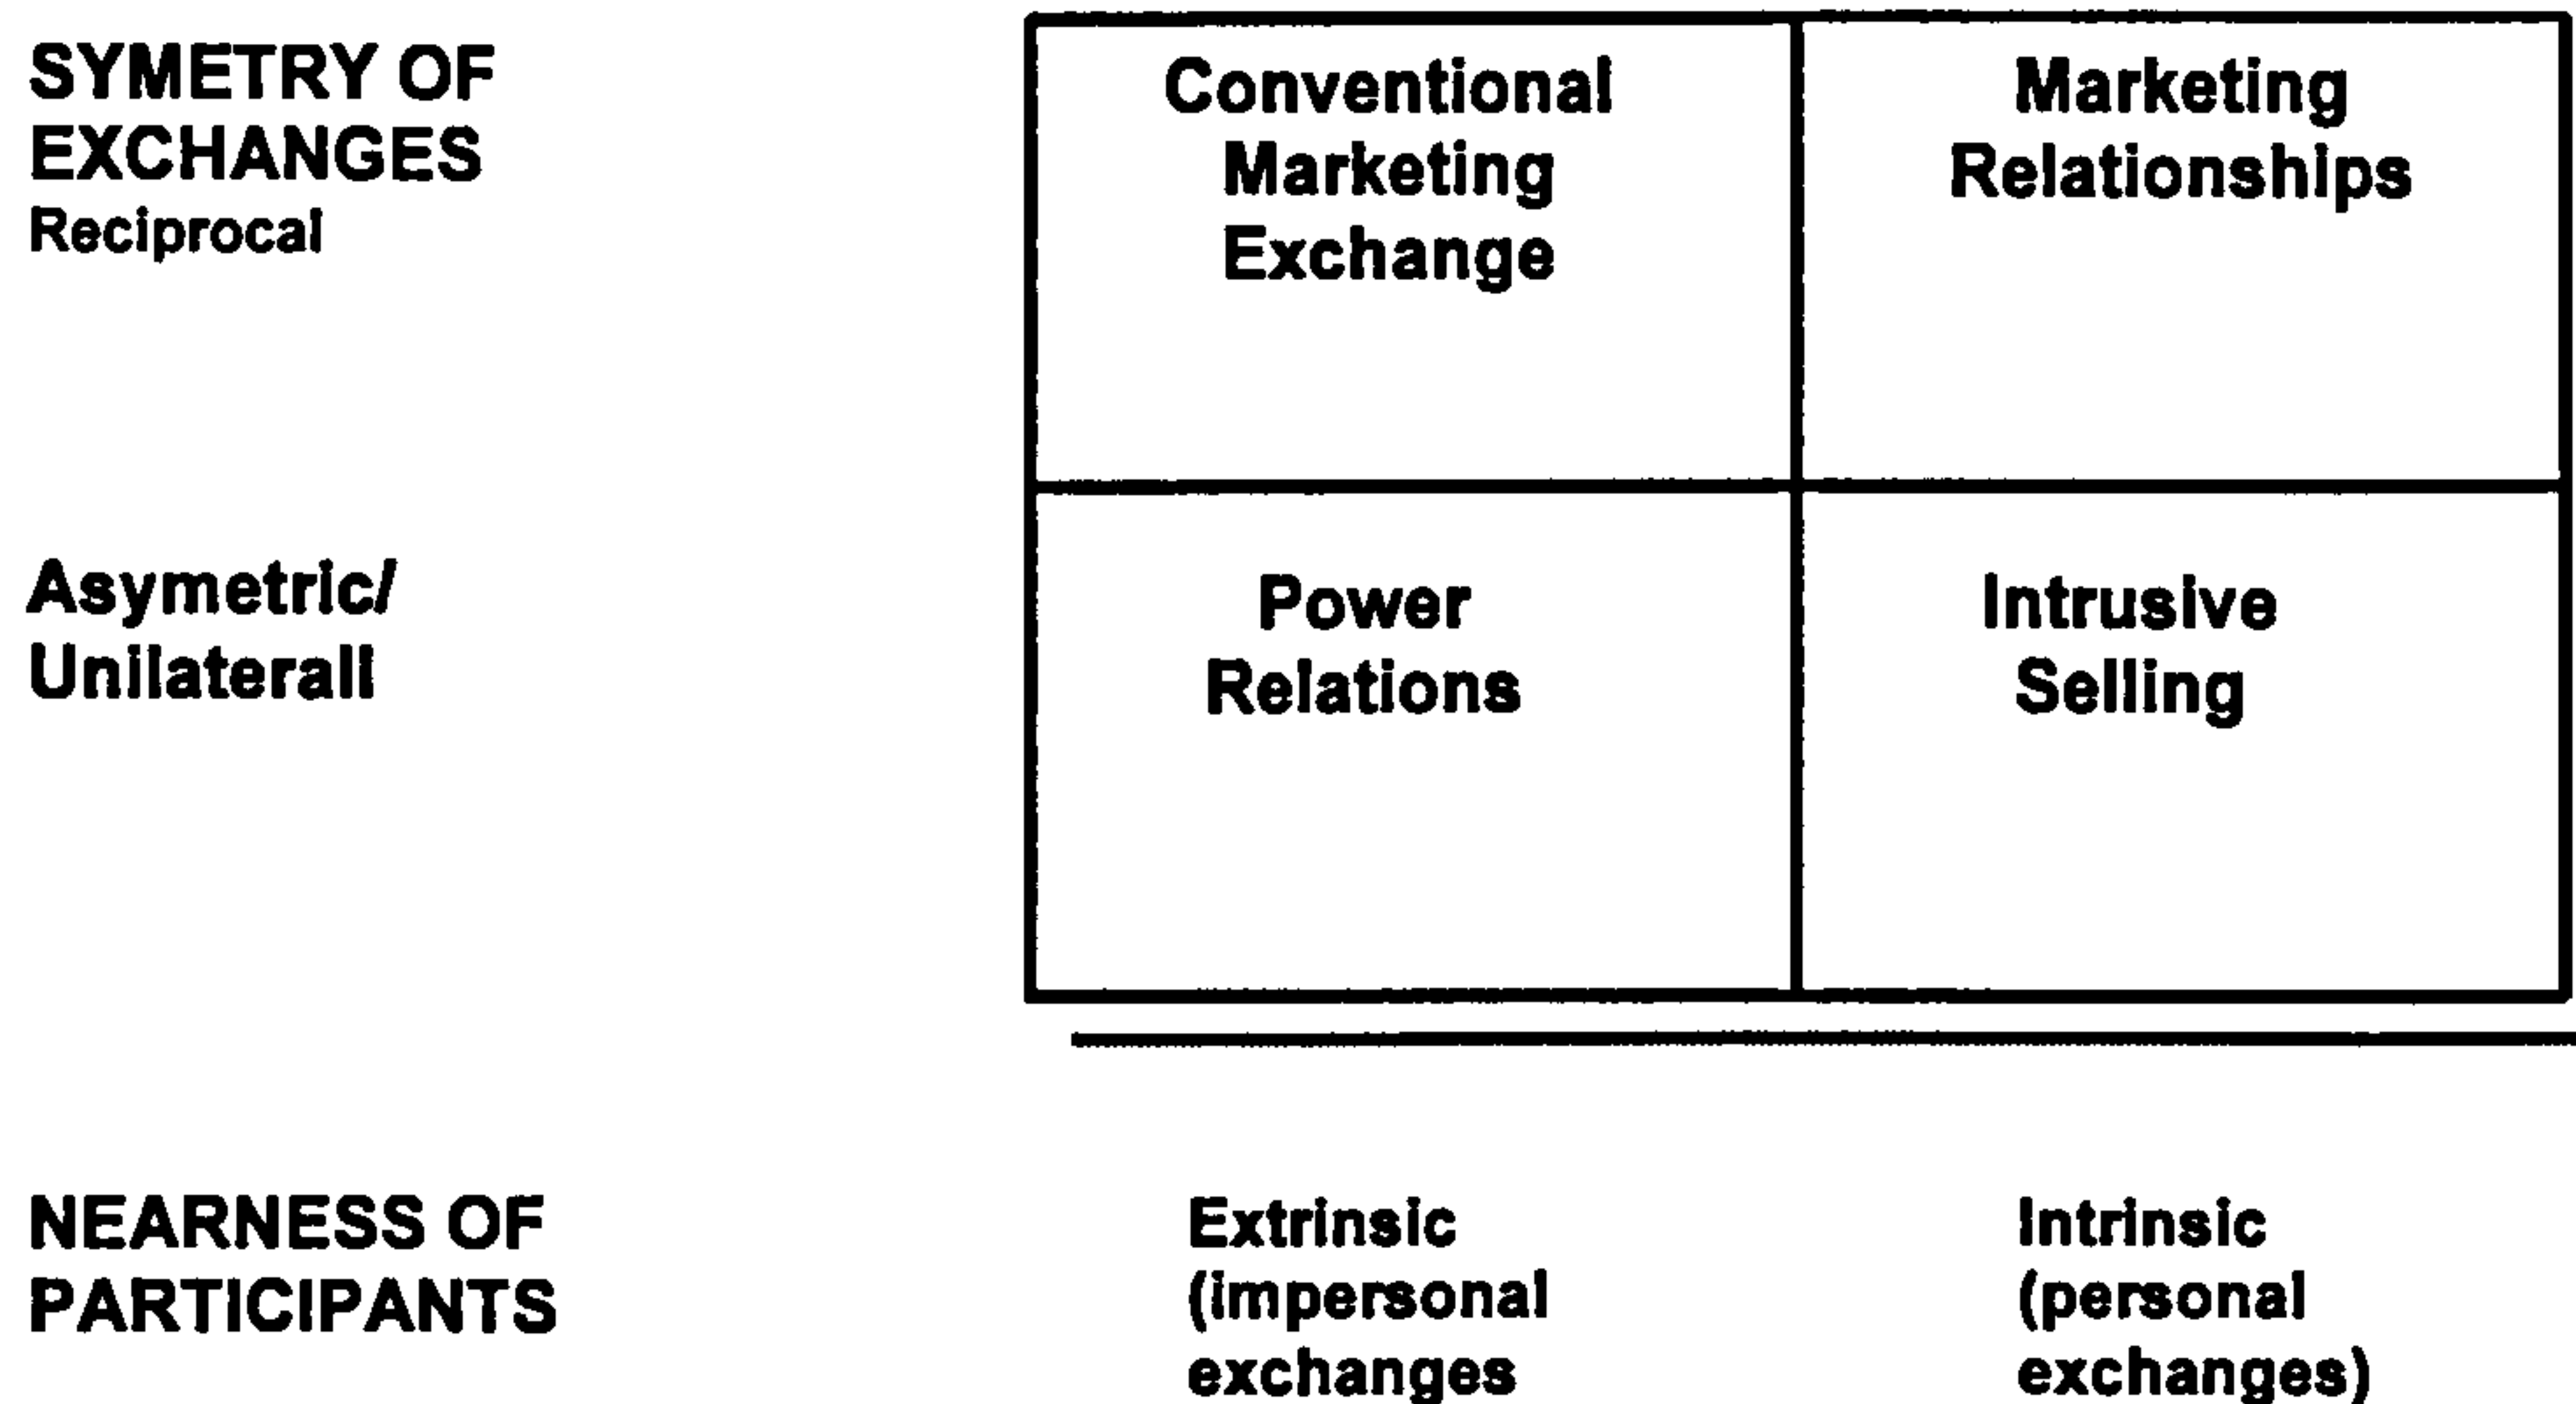 SYMETRY OF
EXCHANGES
Reciprocal
Conventional
Marketing
Exchange
Marketing
Relationships
Asymetric/
Unilaterall
Power
Relations
Intrusive
Selling
NEARNESS OF
PARTICIPANTS
Extrinsic
(impersonal
exchanges
Intrinsic
(personal
exchanges)